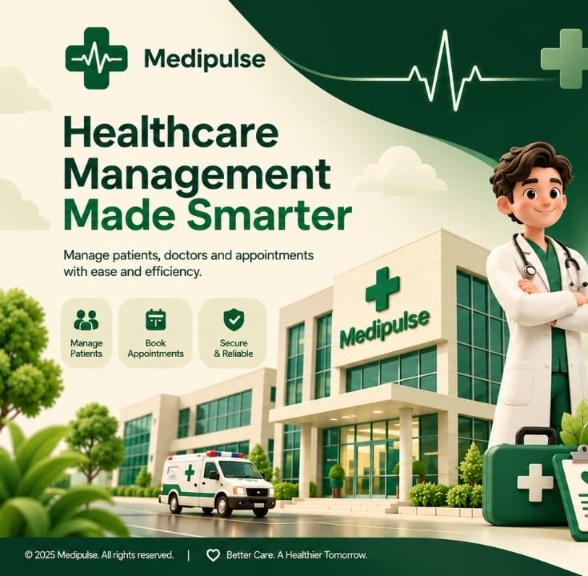 Medipulse
Healthcare
Management
Made Smarter
Manage patients, doctors and appointments
with ease and efficiency.
Manage
Patients
Book
Appointments
Secure
& Reliable
Medipulse
© 2025 Medipulse. All rights reserved. |
Better Care. A Healthier Tomorrow.